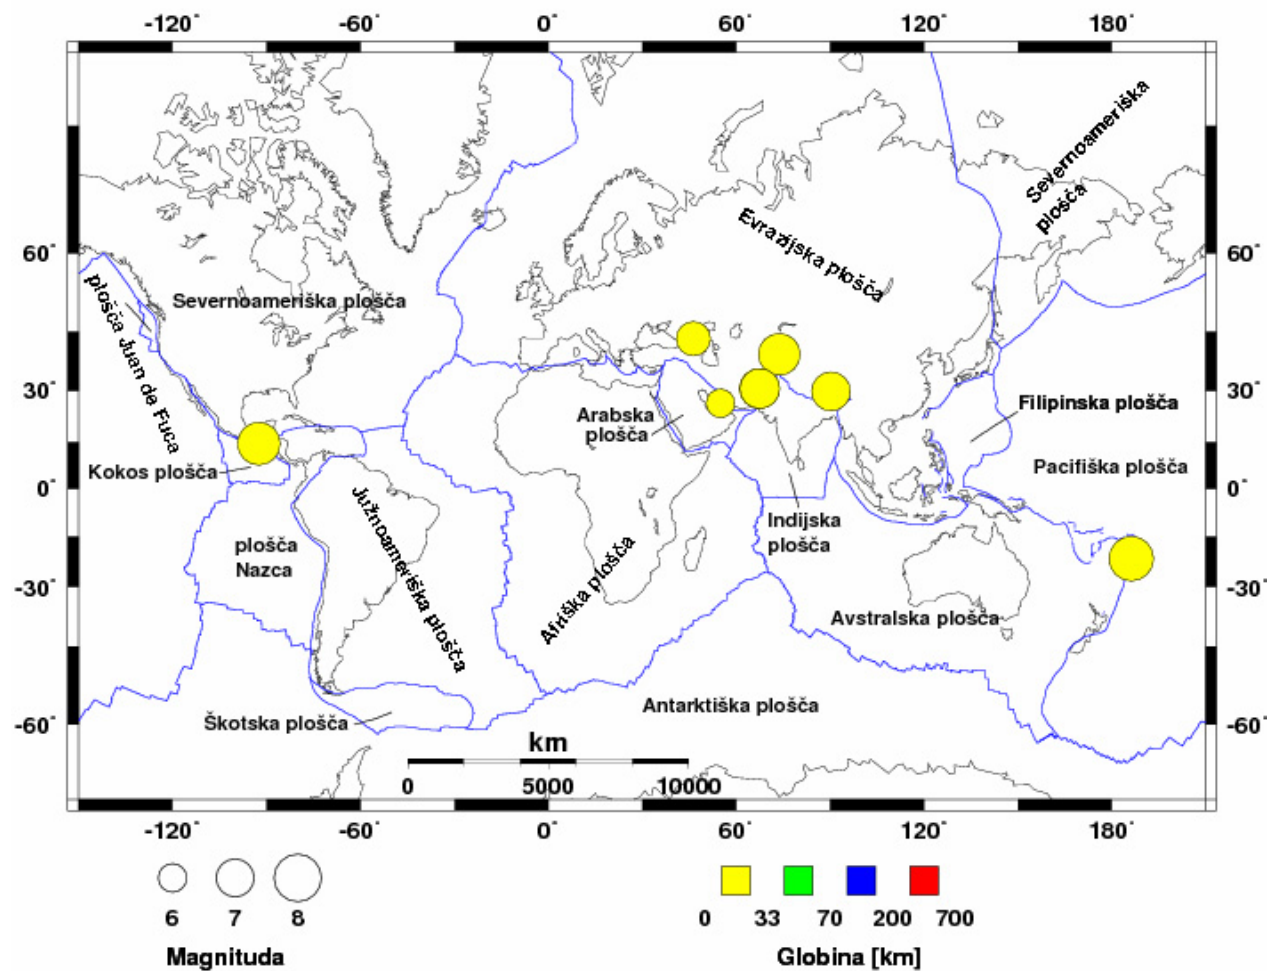 -120° -60° 0° 60° 120° 180°
60° 60°
30° 30°
0° 0°
-30° -30°
-60° -60°
Severnoameriška
plošča
Evrazijska plošča
Severnoameriška plošča
plošča Juan de Fuca
Arabska
plošča
Filipinska plošča
Kokos plošča
Pacifiška plošča
Južnoameriška plošča
Indijska
plošča
plošča
Nazca
Afriška plošča
Avstralska plošča
Antarktiška plošča
Škotska plošča
km
0 5000 10000
-120° -60° 0° 60° 120° 180°
6 7 8
Magnituda
0 33 70 200 700
Globina [km]